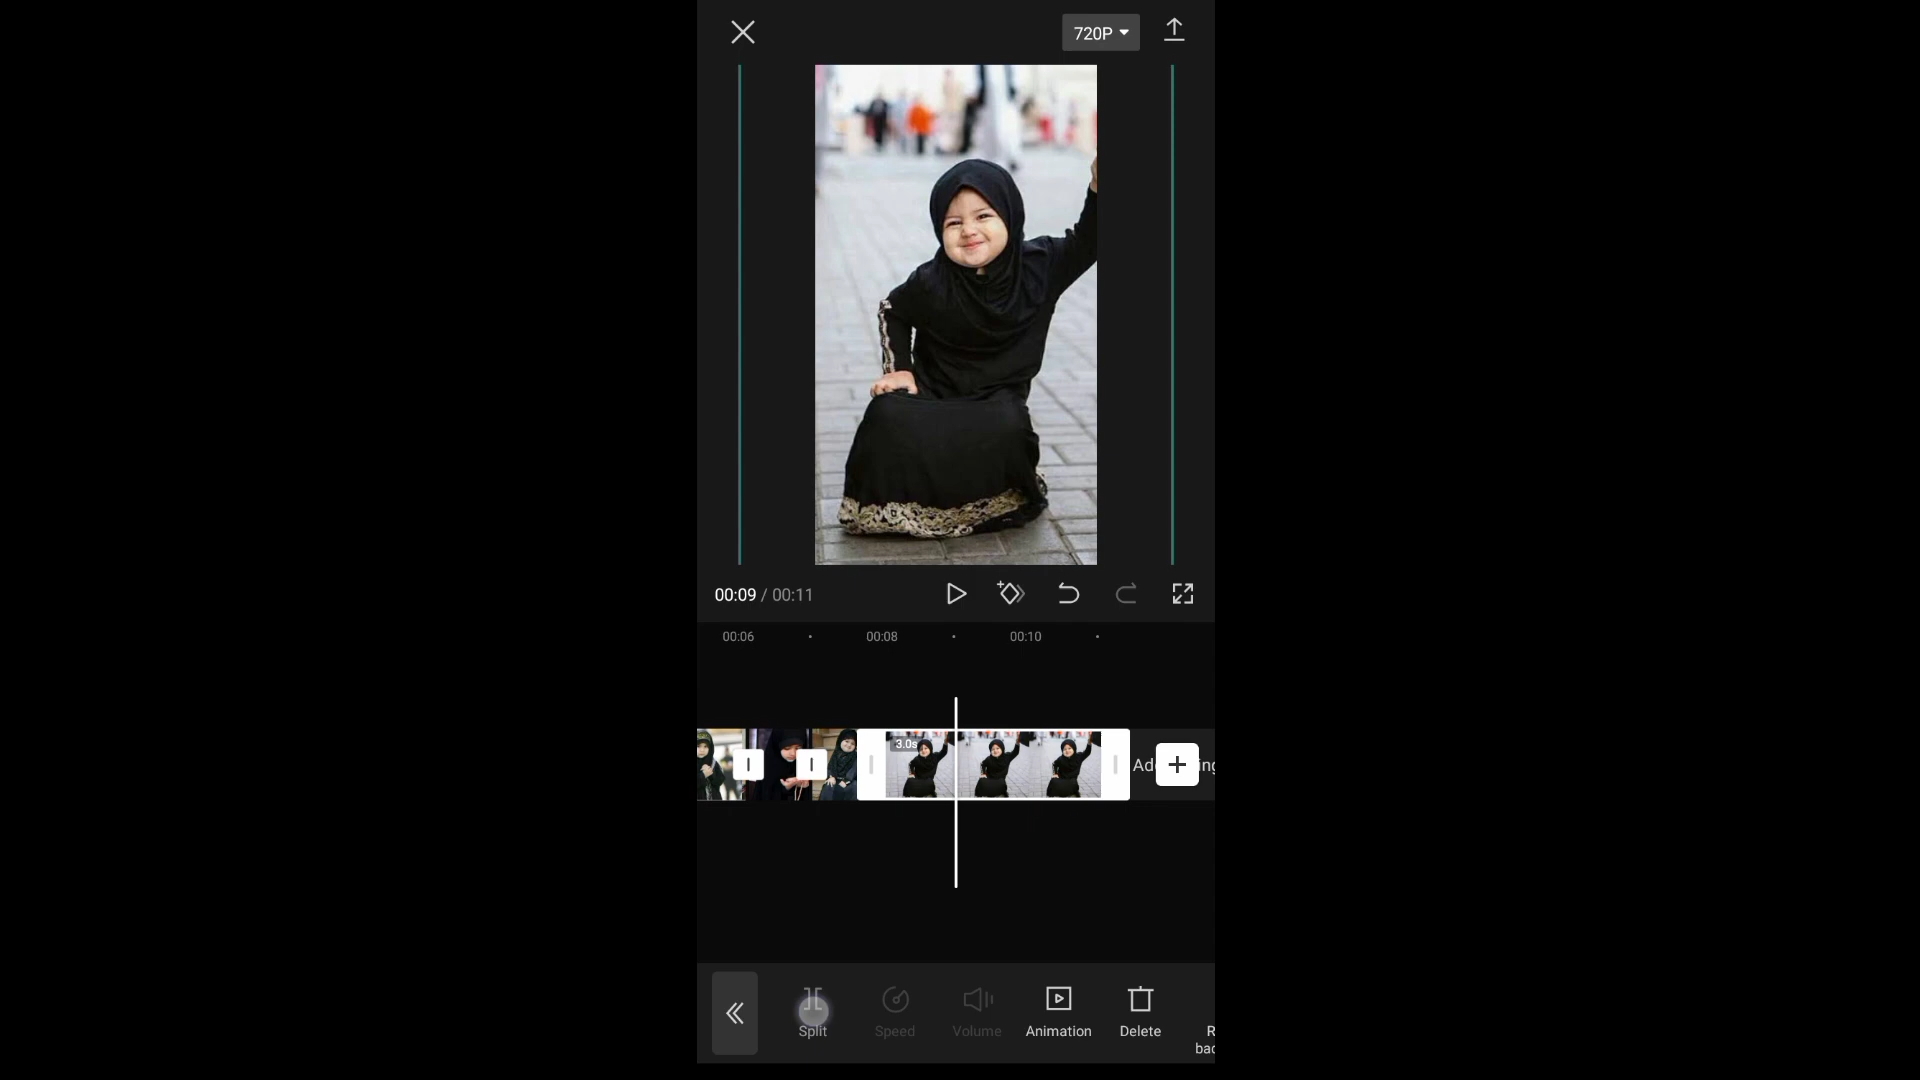 720P
00:09 / 00:11
00:06
00:08
00:10
3.0s
Split
Speed
Volume
Animation
Delete